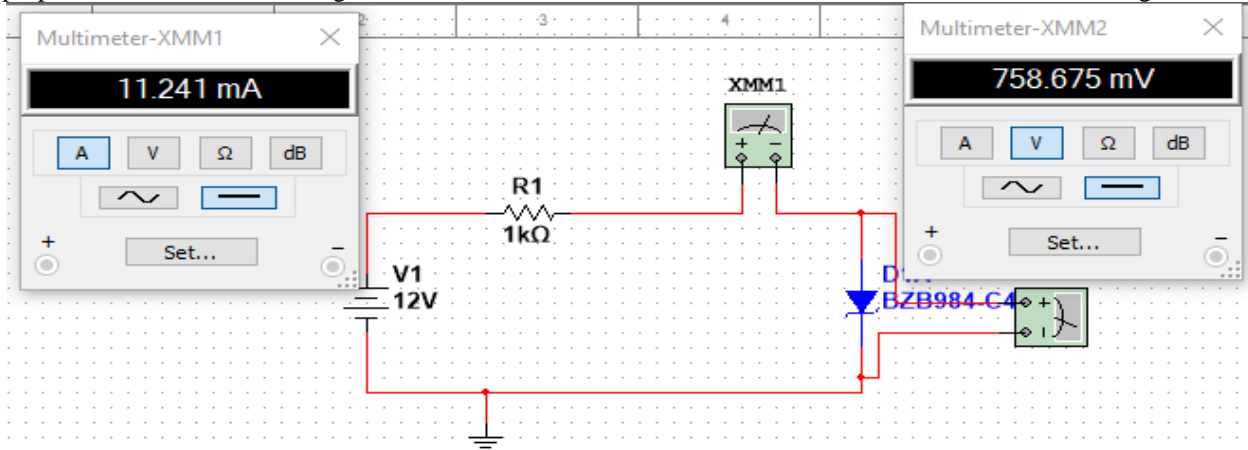 Multimeter-XMM1
11.241 mA
A V Ω dB
+ Set... −
3
4
XMM1
+ −
R1
1kΩ
V1
12V
BZB984-C4
+
Multimeter-XMM2
758.675 mV
A V Ω dB
+ Set... −